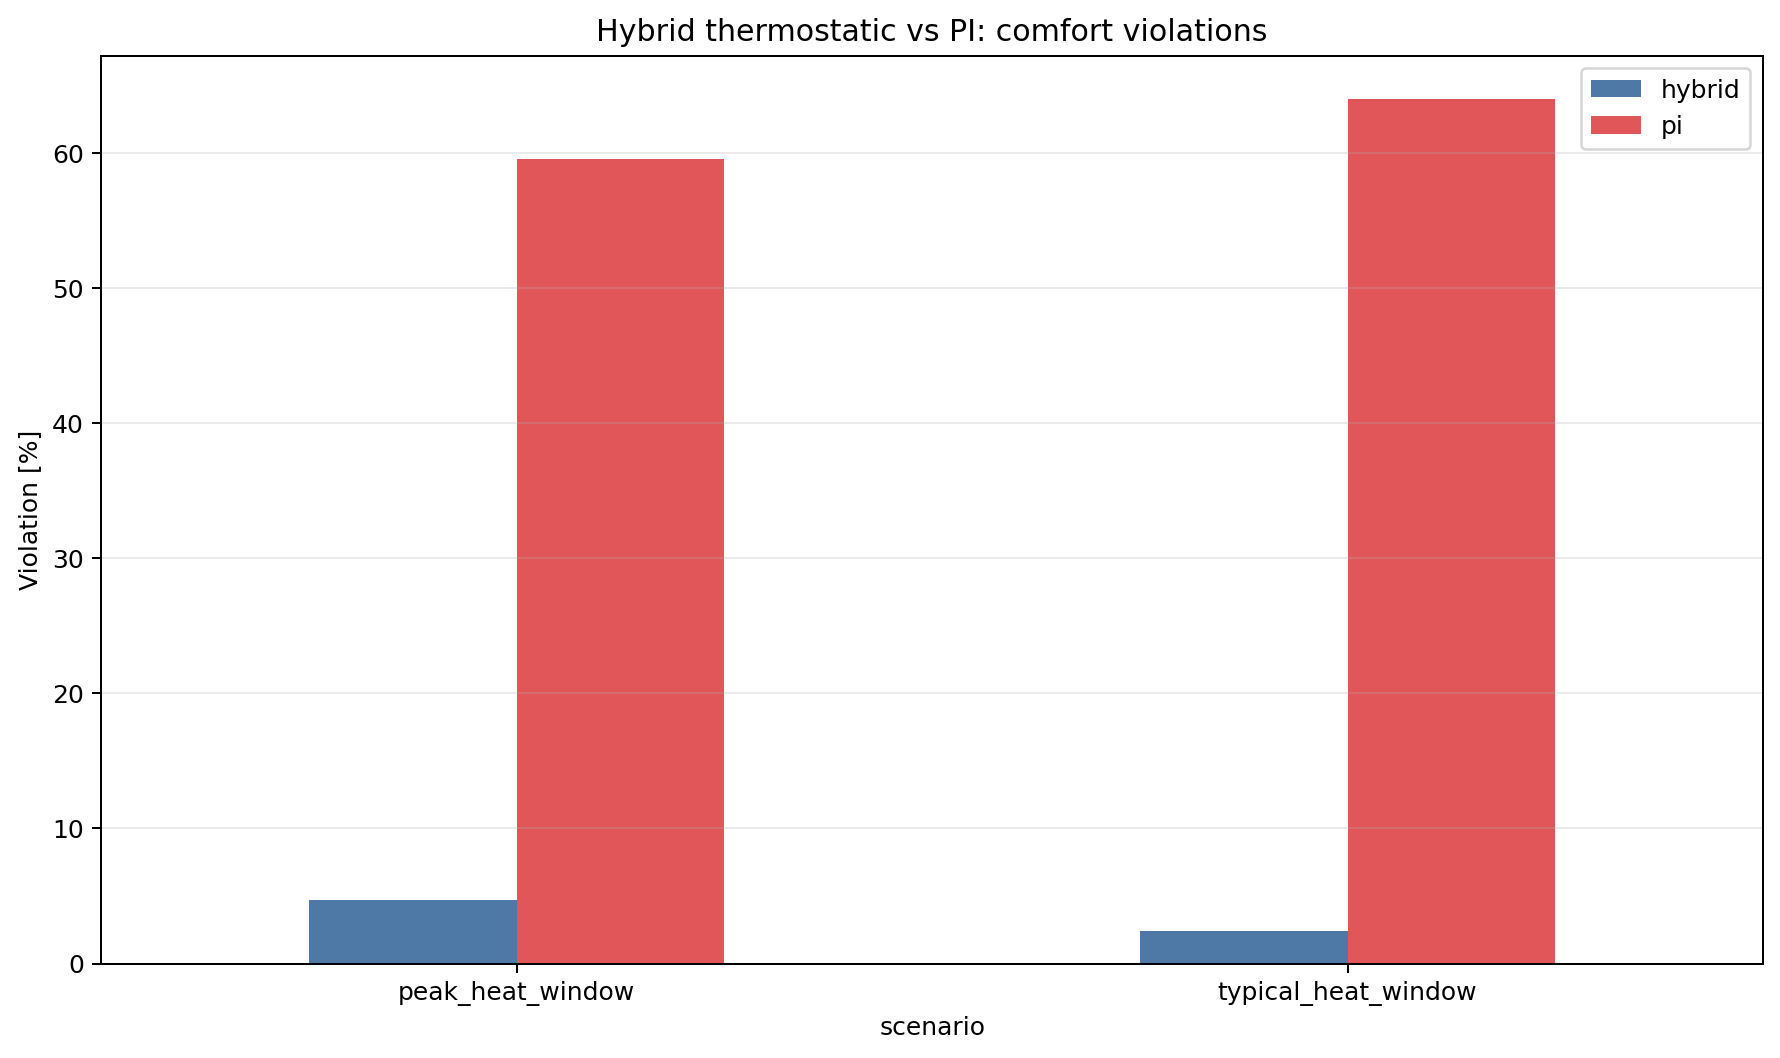 Hybrid thermostatic vs PI: comfort violations
hybrid
pi
Violation [%]
60
50
40
30
20
10
0
peak_heat_window
typical_heat_window
scenario